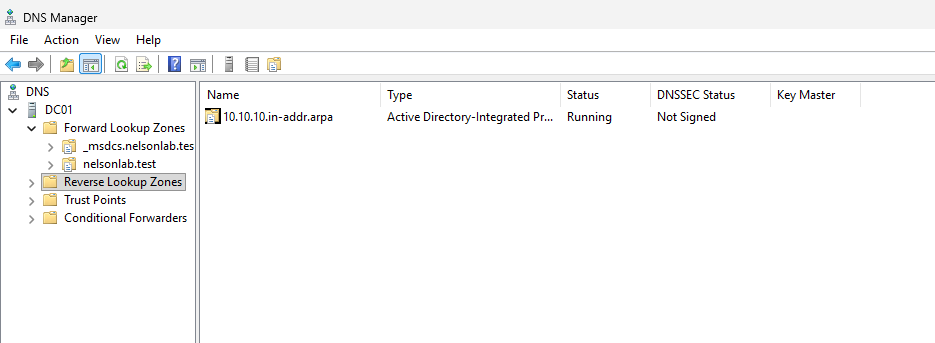 DNS Manager
File Action View Help
DNS
DC01
Forward Lookup Zones
_msdcs.nelsonlab.tes
nelsonlab.test
Reverse Lookup Zones
Trust Points
Conditional Forwarders
Name Type Status DNSSEC Status Key Master
10.10.10.in-addr.arpa Active Directory-Integrated Pr... Running Not Signed